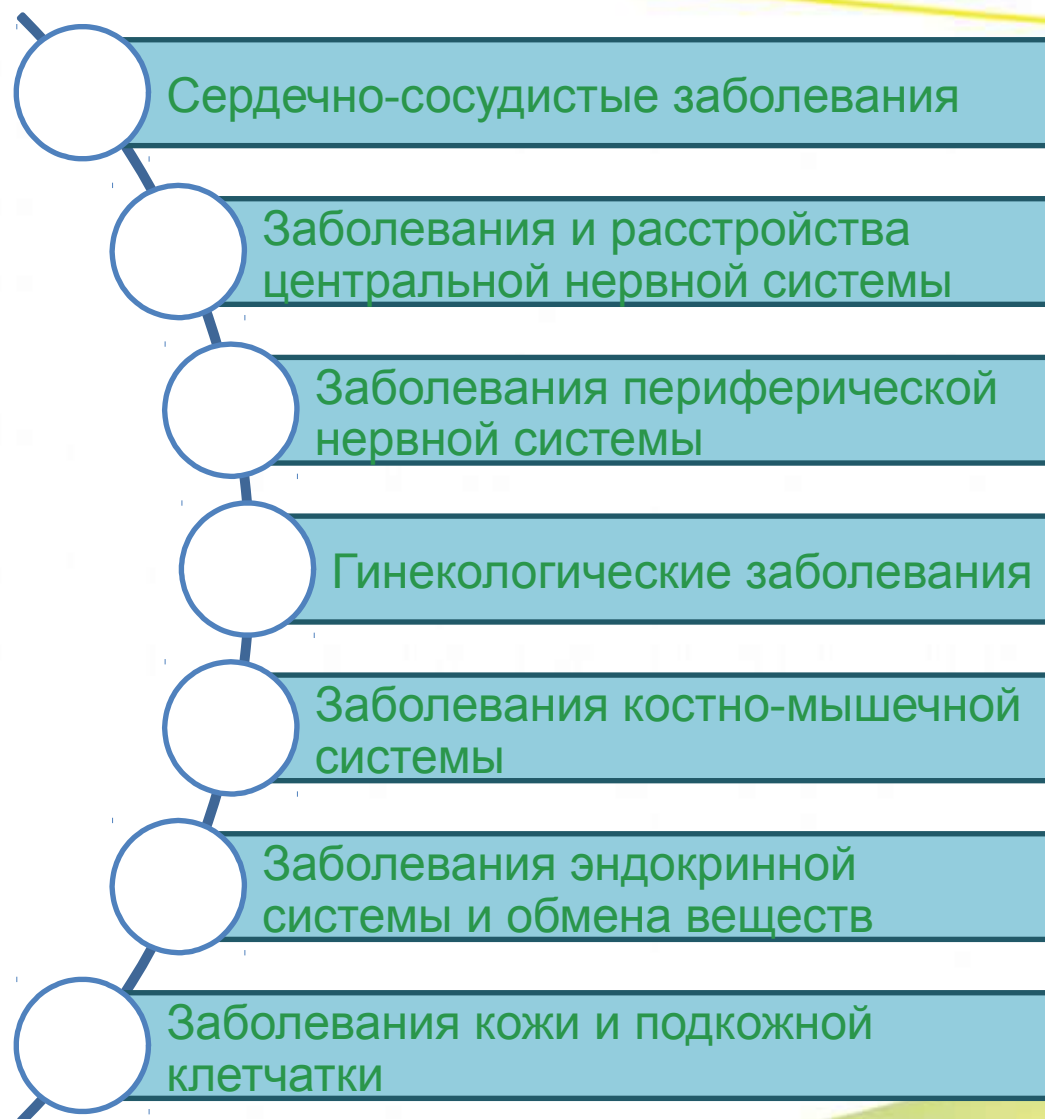 Сердечно-сосудистые заболевания
Заболевания и расстройства
центральной нервной системы
Заболевания периферической
нервной системы
Гинекологические заболевания
Заболевания костно-мышечной
системы
Заболевания эндокринной
системы и обмена веществ
Заболевания кожи и подкожной
клетчатки